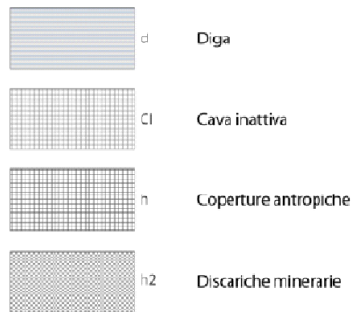 d Diga
CI Cava inattiva
h Coperture antropiche
h2 Discariche minerarie